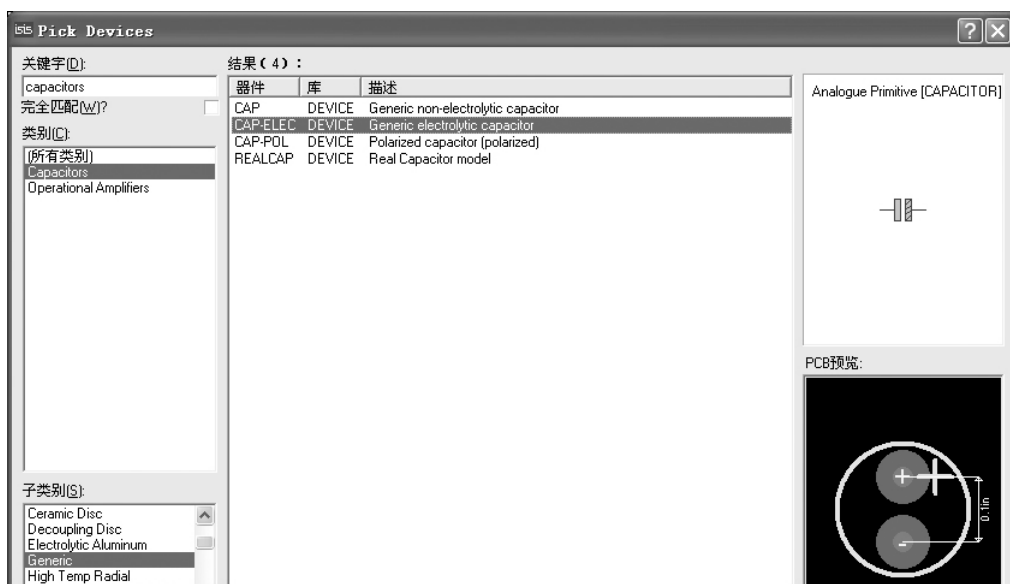 isis Pick Devices
关键字(D):
capacitors
完全匹配(W)?
类别(C):
(所有类别)
Capacitors
Operational Amplifiers
子类别(S):
Ceramic Disc
Decoupling Disc
Electrolytic Aluminum
Generic
High Temp Radial
结果(4):
器件 库 描述
CAP DEVICE Generic non-electrolytic capacitor
CAP-ELEC DEVICE Generic electrolytic capacitor
CAP-POL DEVICE Polarized capacitor (polarized)
REALCAP DEVICE Real Capacitor model
Analogue Primitive [CAPACITOR]
PCB预览:
+
-
0.1in